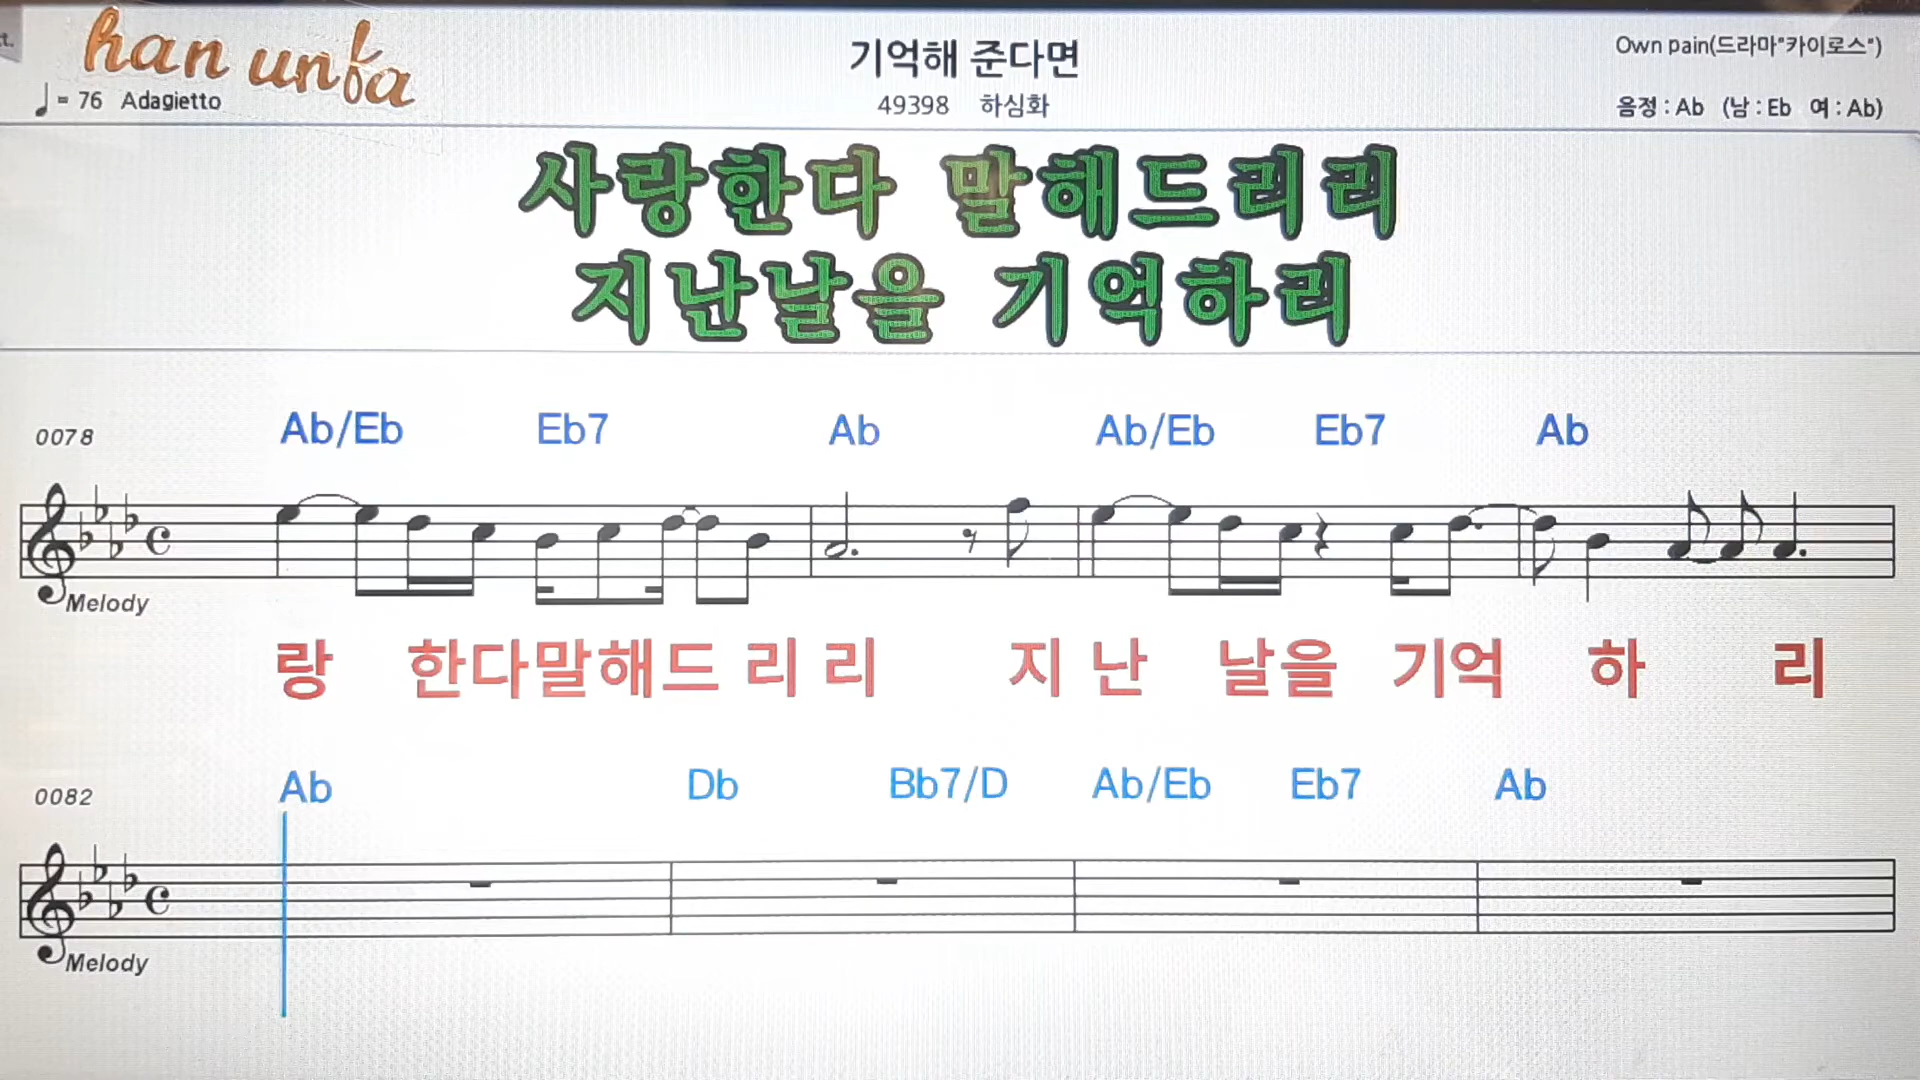 t.
han unfa
♩= 76 Adagietto
기억해 준다면
49398 하심화
Own pain(드라마"카이로스")
음정 : Ab (남 : Eb 여 : Ab)
사랑한다 말해드리리
지난날을 기억하리
0078 Ab/Eb Eb7 Ab Ab/Eb Eb7 Ab
Melody
랑 한다말해드 리 리 지 난 날을 기억 하 리
0082 Ab Db Bb7/D Ab/Eb Eb7 Ab
Melody